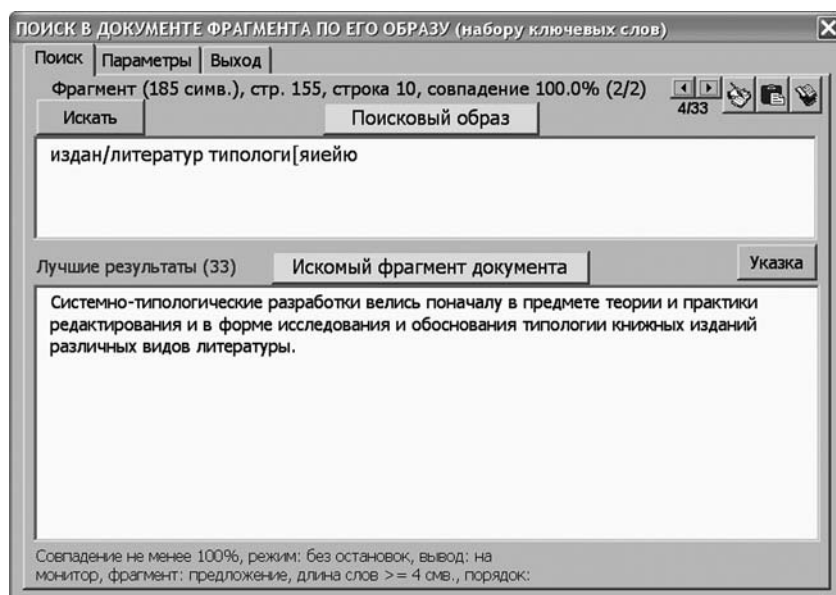 ПОИСК В ДОКУМЕНТЕ ФРАГМЕНТА ПО ЕГО ОБРАЗУ (набору ключевых слов)
Поиск Параметры Выход
Фрагмент (185 симв.), стр. 155, строка 10, совпадение 100.0% (2/2)
4/33
Искать Поисковый образ
издан/литератур типологи[яиейю
Лучшие результаты (33) Искомый фрагмент документа Указка
Системно-типологические разработки велись поначалу в предмете теории и практики
редактирования и в форме исследования и обоснования типологии книжных изданий
различных видов литературы.
Совпадение не менее 100%, режим: без остановок, вывод: на
монитор, фрагмент: предложение, длина слов >= 4 смв., порядок: